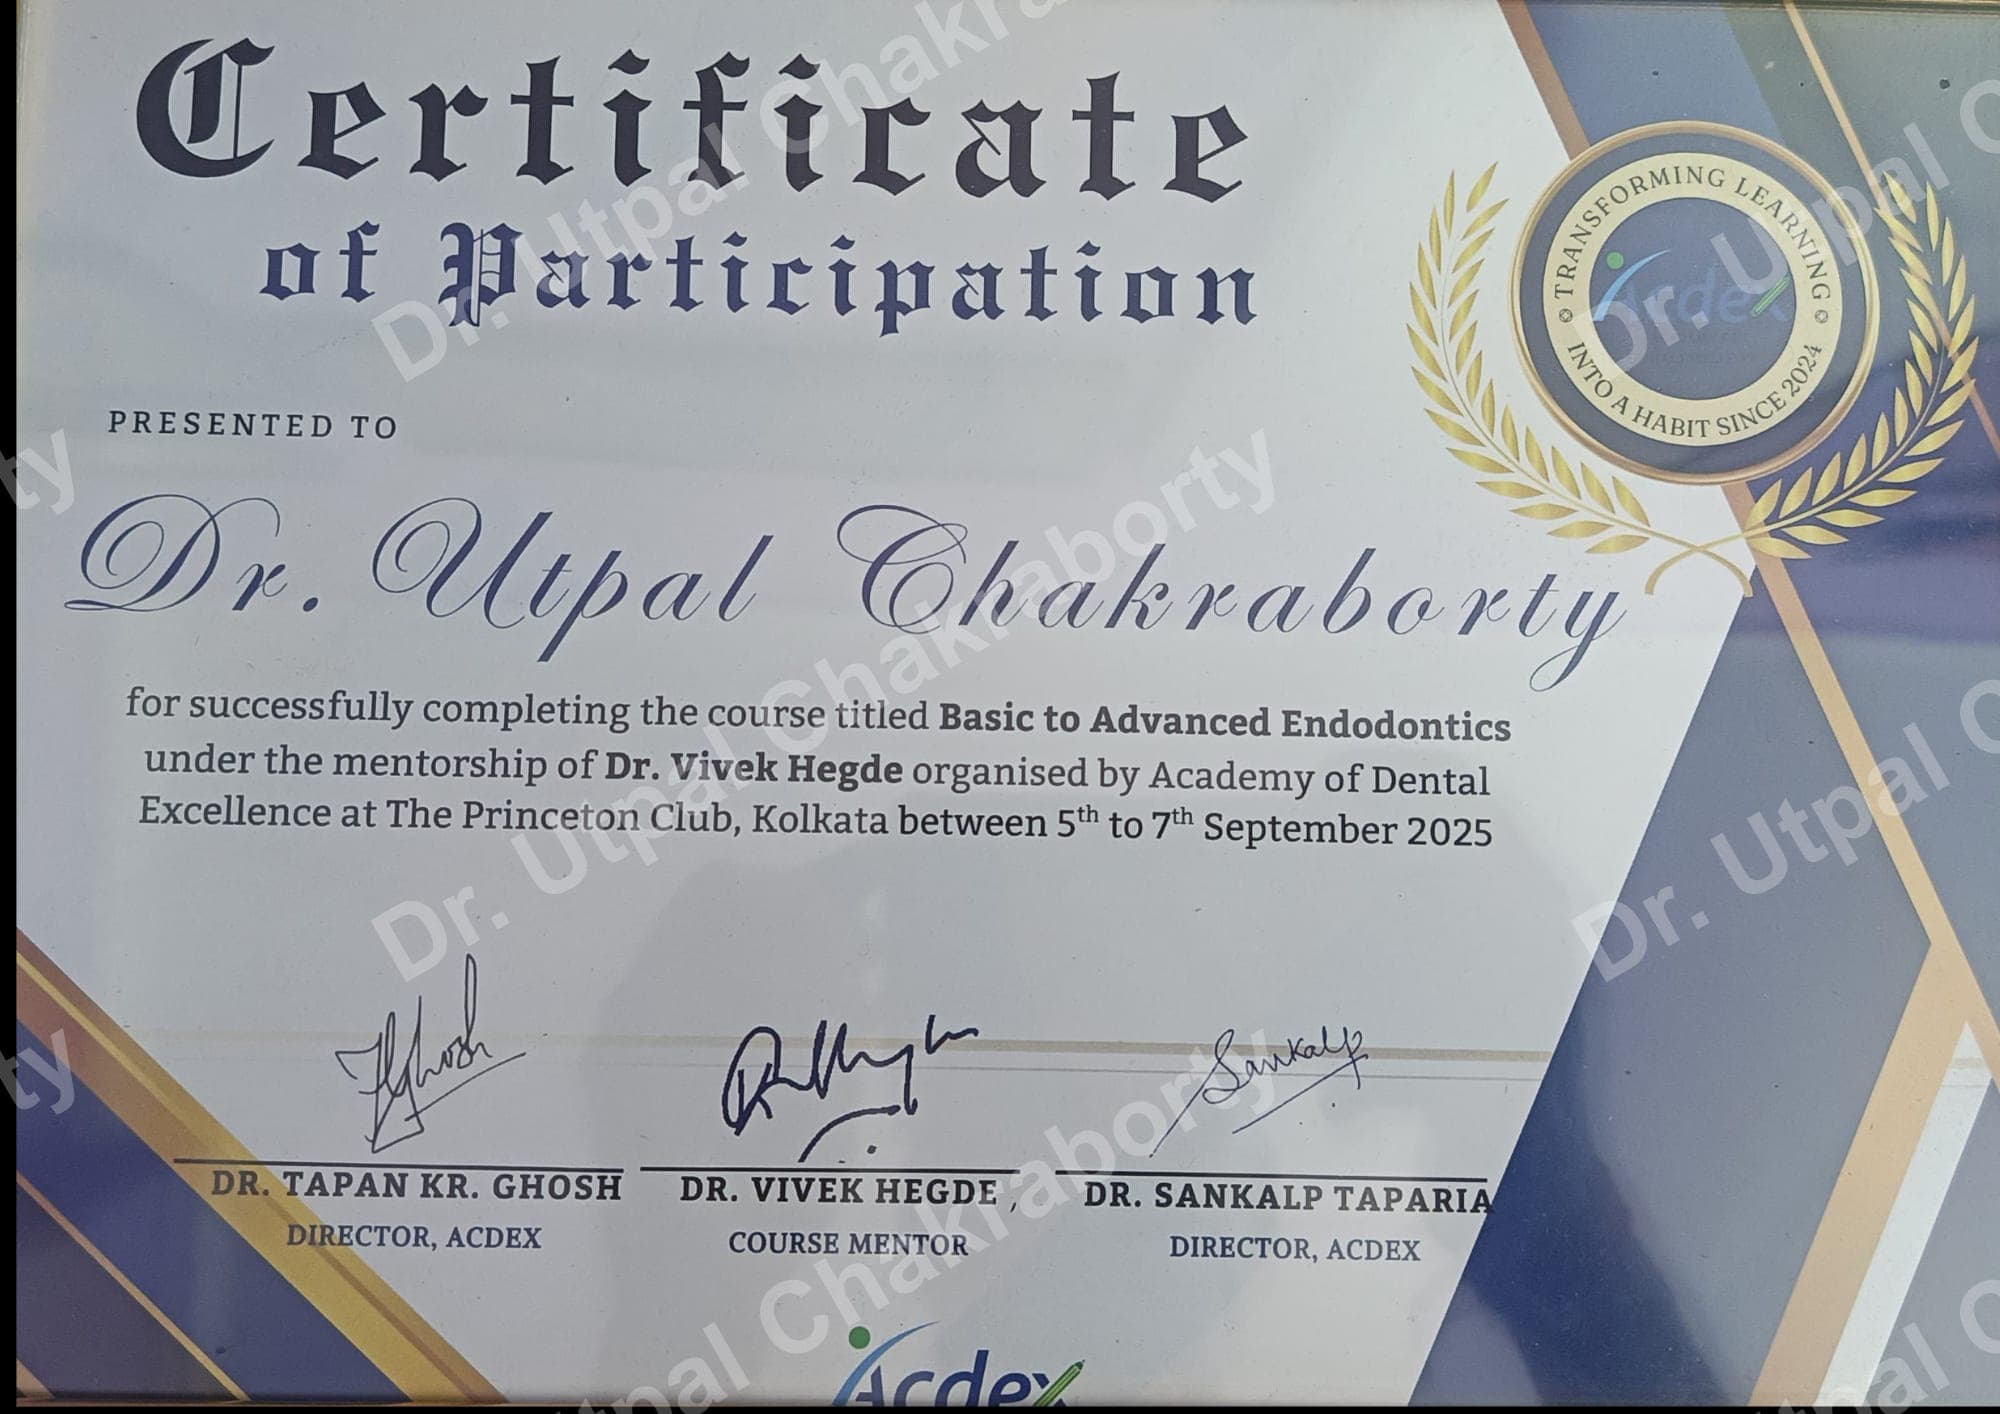 Certificate
of Participation
TRANSFORMING LEARNING
INTO A HABIT SINCE 2024
Acdex
PRESENTED TO
Dr. Utpal Chakraborty
for successfully completing the course titled Basic to Advanced Endodontics
under the mentorship of Dr. Vivek Hegde organised by Academy of Dental
Excellence at The Princeton Club, Kolkata between 5th to 7th September 2025
Sankalp
DR. TAPAN KR. GHOSH
DIRECTOR, ACDEX
DR. VIVEK HEGDE
COURSE MENTOR
DR. SANKALP TAPARIA
DIRECTOR, ACDEX
Acdex
Dr. Utpal Chakraborty